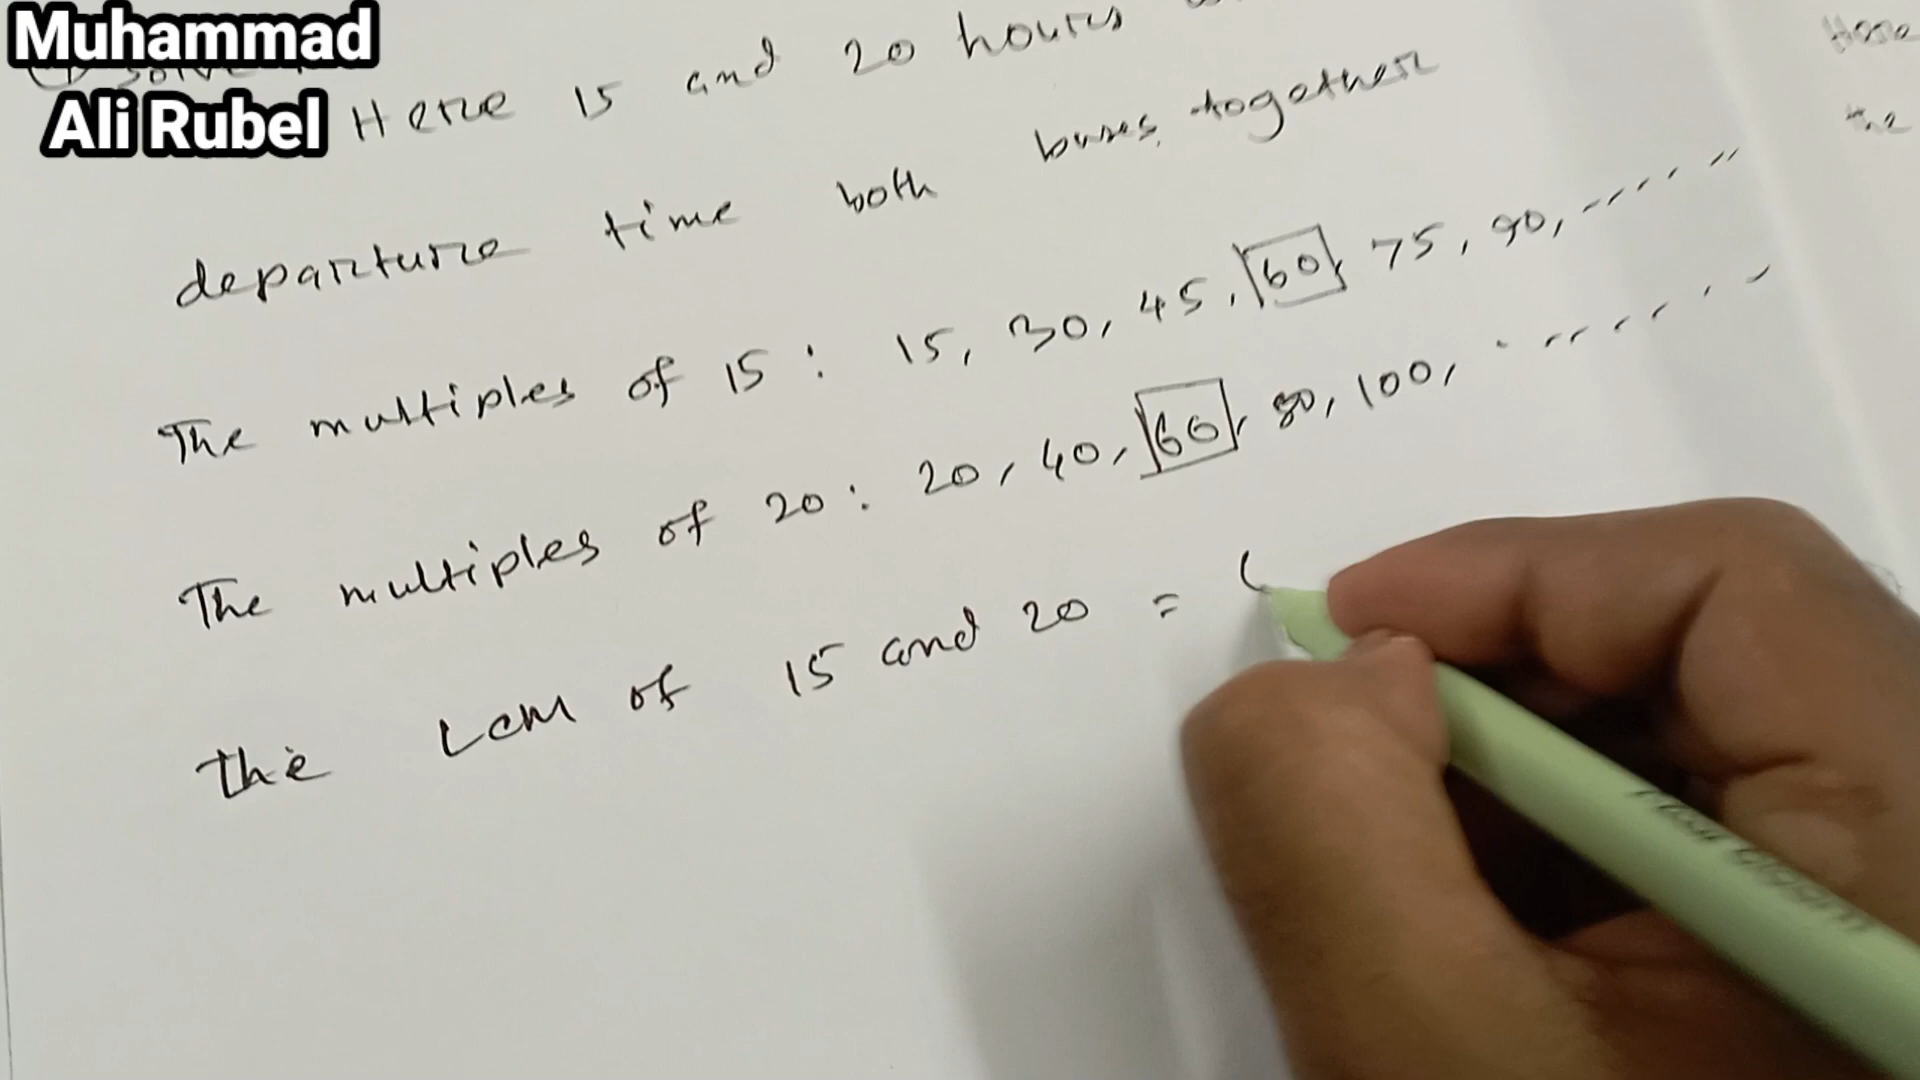 Muhammad
Ali Rubel
Here 15 and 20 hours
departure time both buses together
The multiples of 15 : 15, 30, 45, 60, 75, 90, ........
The multiples of 20 : 20, 40, 60, 80, 100, ........
the LCM of 15 and 20 =
Here
the